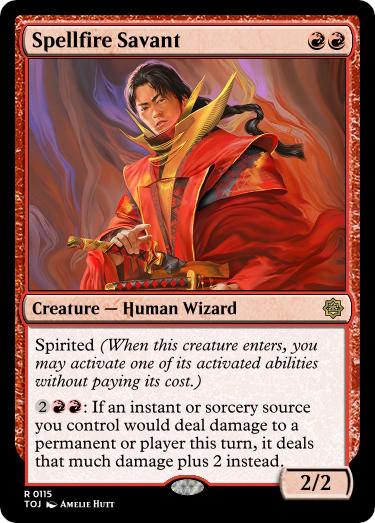 Spellfire Savant
Creature — Human Wizard
Spirited (When this creature enters, you
may activate one of its activated abilities
without paying its cost.)
2: If an instant or sorcery source
you control would deal damage to a
permanent or player this turn, it deals
that much damage plus 2 instead.
2/2
R 0115
TOJ Amelie Hutt